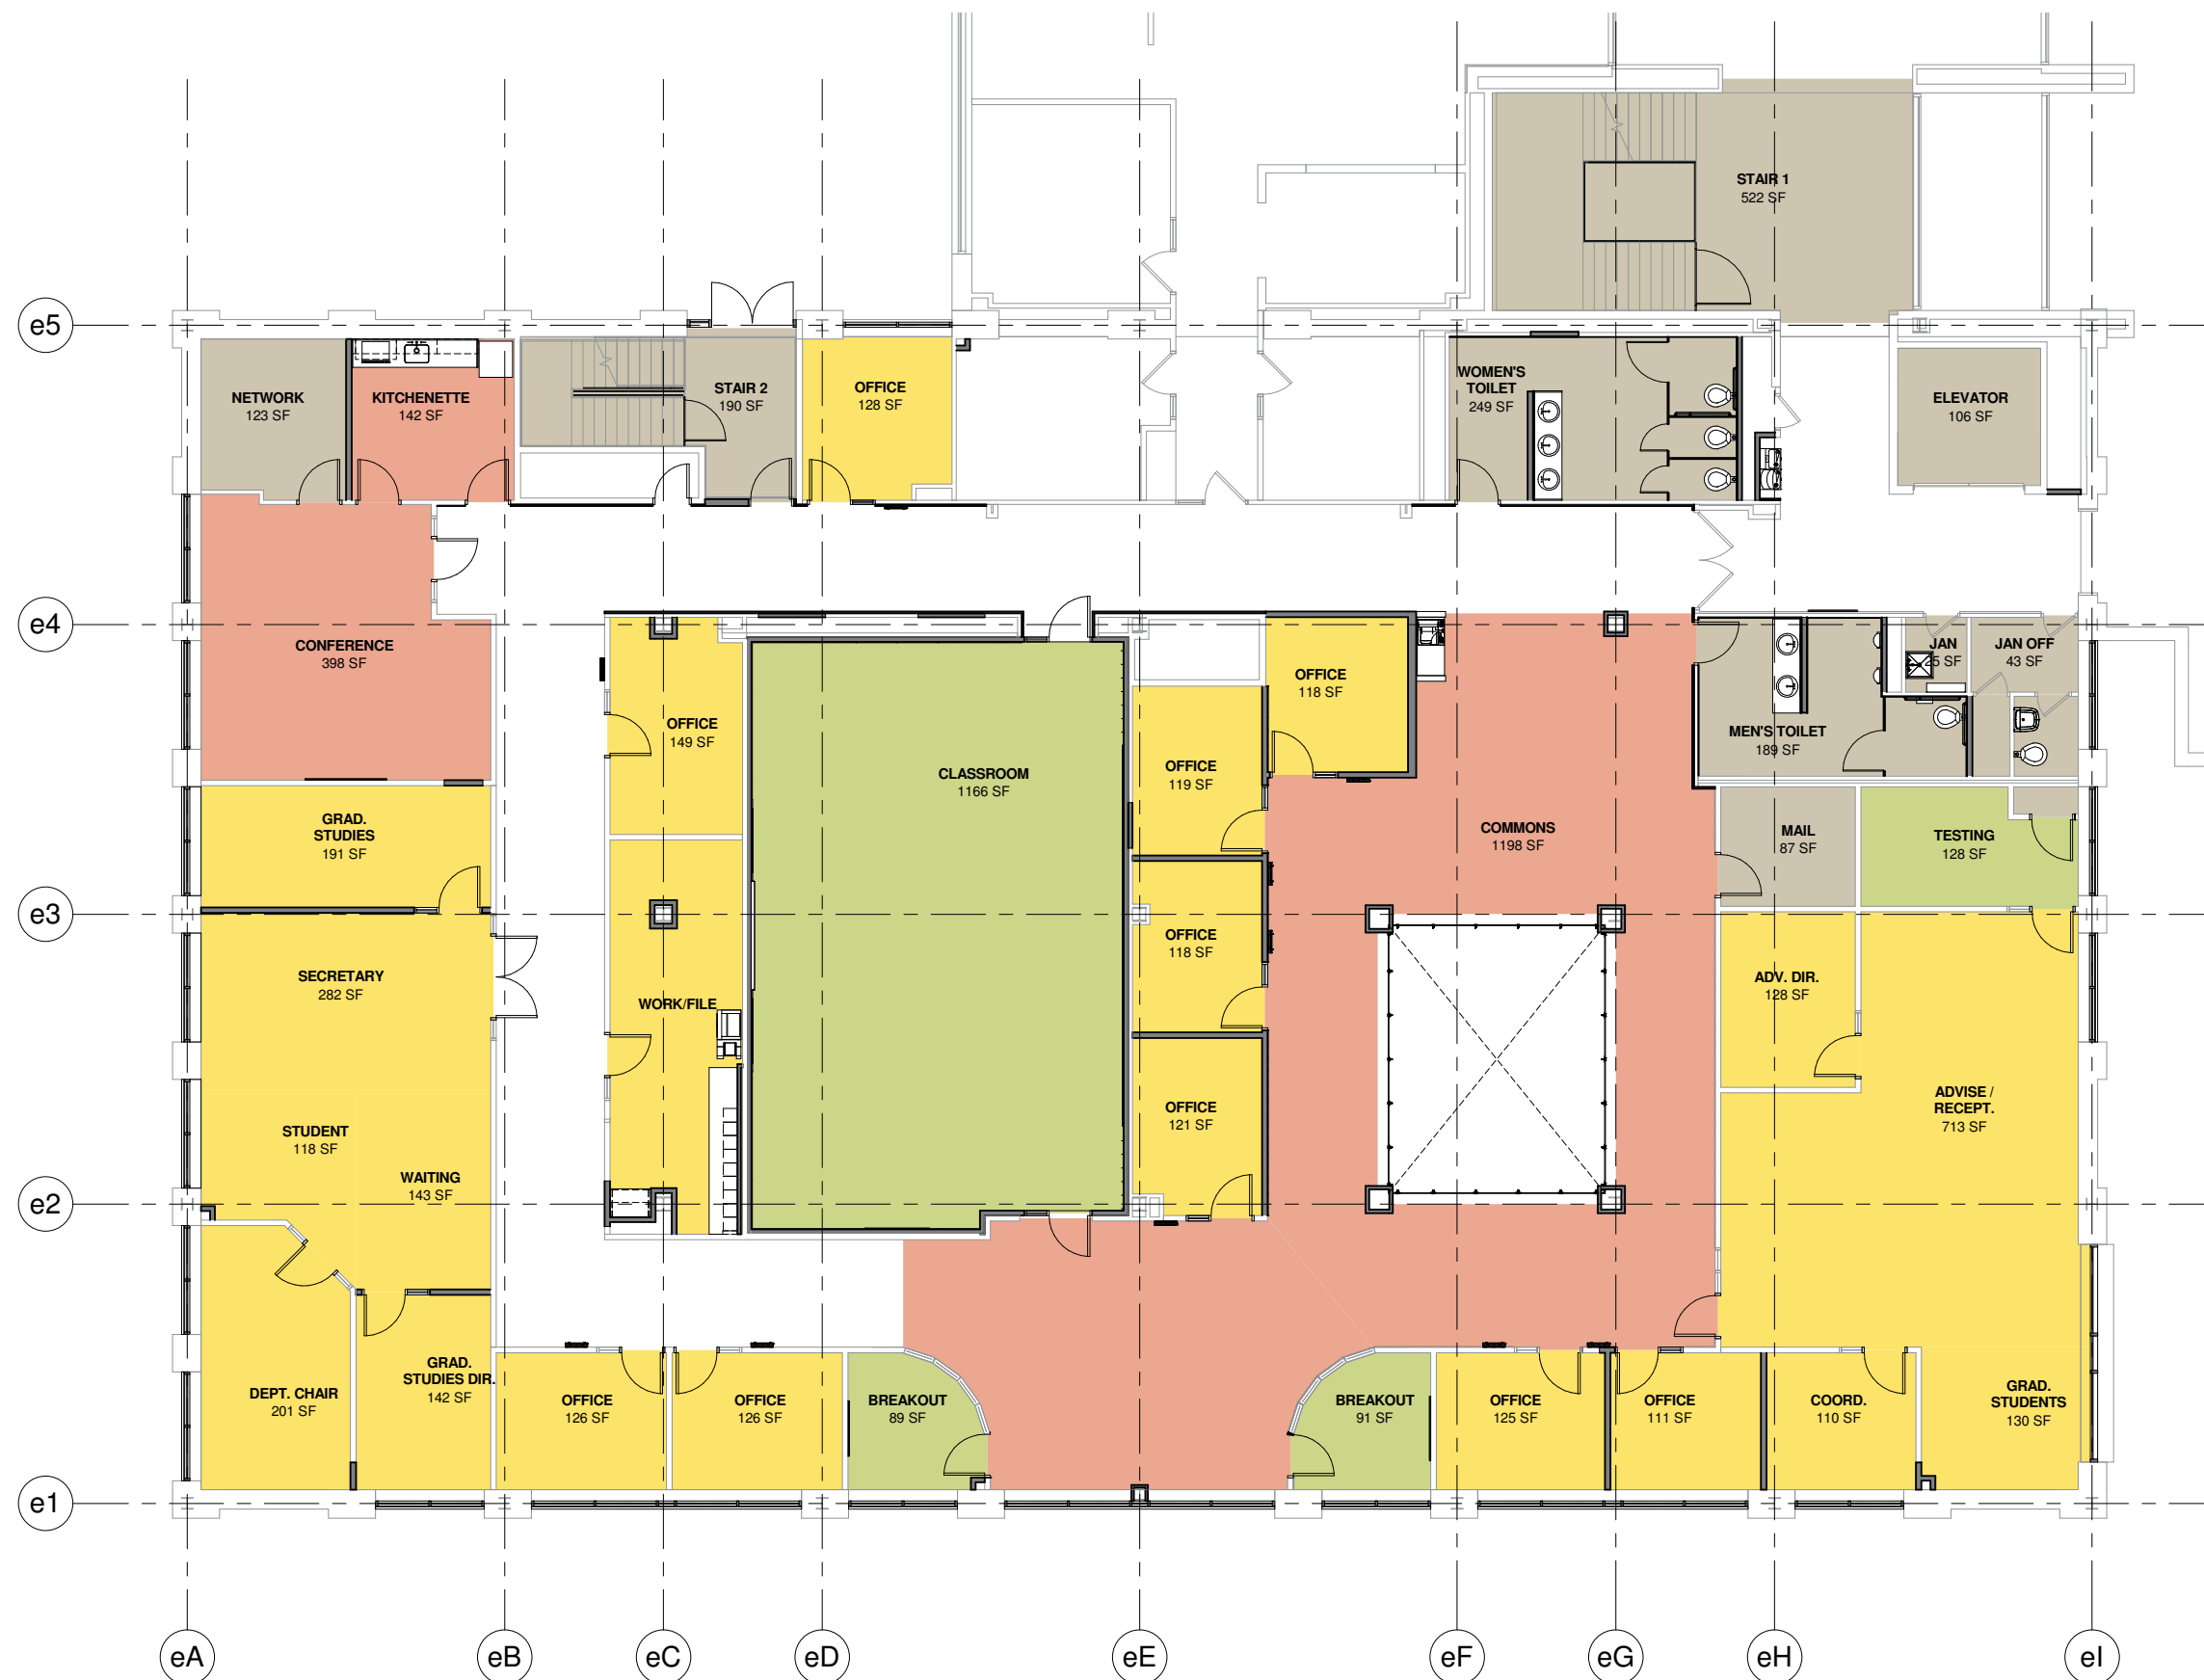 STAIR 1
522 SF
e5
NETWORK
123 SF
KITCHENETTE
142 SF
STAIR 2
190 SF
OFFICE
128 SF
WOMEN'S
TOILET
249 SF
ELEVATOR
106 SF
e4
CONFERENCE
398 SF
OFFICE
149 SF
CLASSROOM
1166 SF
OFFICE
118 SF
OFFICE
119 SF
JAN
25 SF
JAN OFF
43 SF
MEN'S TOILET
189 SF
GRAD.
STUDIES
191 SF
COMMONS
1198 SF
MAIL
87 SF
TESTING
128 SF
e3
SECRETARY
282 SF
WORK/FILE
OFFICE
118 SF
ADV. DIR.
128 SF
STUDENT
118 SF
WAITING
143 SF
OFFICE
121 SF
ADVISE /
RECEPT.
713 SF
e2
DEPT. CHAIR
201 SF
GRAD.
STUDIES DIR.
142 SF
OFFICE
126 SF
OFFICE
126 SF
BREAKOUT
89 SF
BREAKOUT
91 SF
OFFICE
125 SF
OFFICE
111 SF
COORD.
110 SF
GRAD.
STUDENTS
130 SF
e1
eA
eB
eC
eD
eE
eF
eG
eH
eI